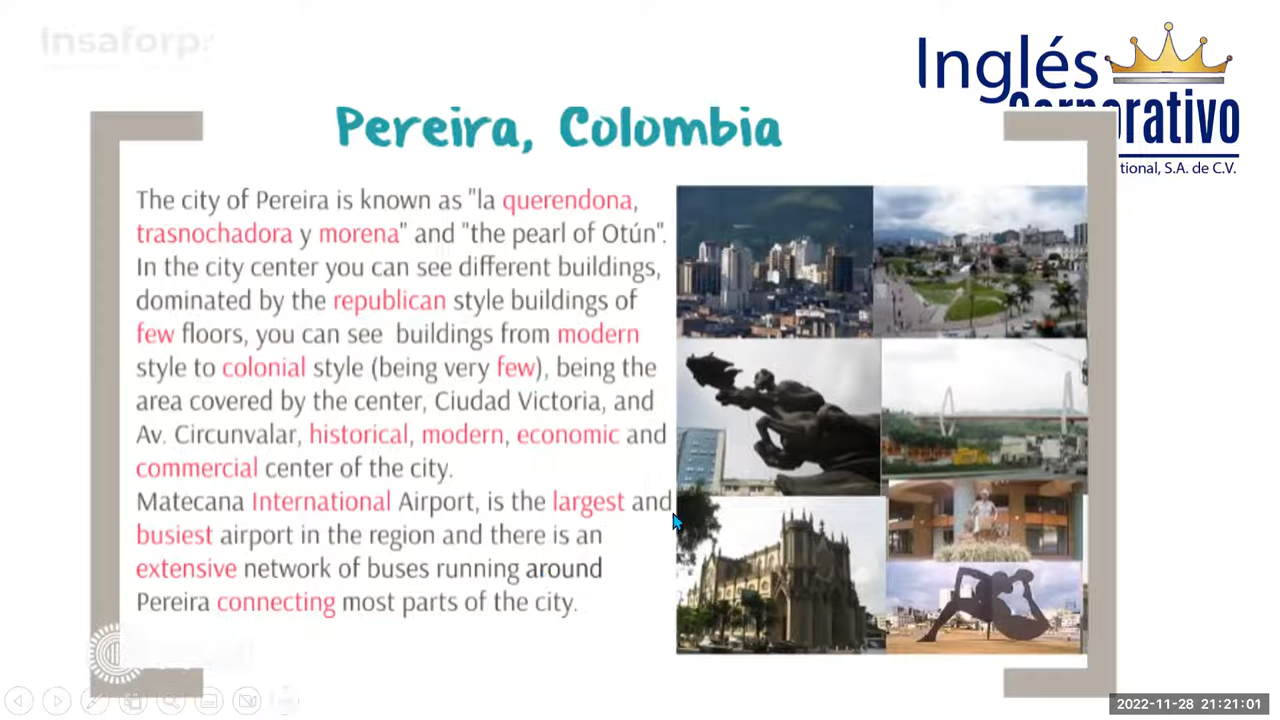 Insaforp
Inglés
Corporativo
tional, S.A. de C.V.
Pereira, Colombia
The city of Pereira is known as "la querendona,
trasnochadora y morena" and "the pearl of Otún".
In the city center you can see different buildings,
dominated by the republican style buildings of
few floors, you can see buildings from modern
style to colonial style (being very few), being the
area covered by the center, Ciudad Victoria, and
Av. Circunvalar, historical, modern, economic and
commercial center of the city.
Matecana International Airport, is the largest and
busiest airport in the region and there is an
extensive network of buses running around
Pereira connecting most parts of the city.
2022-11-28 21:21:01